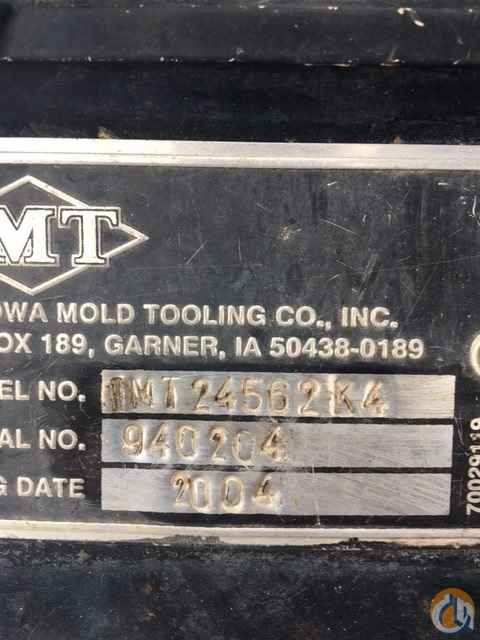 MT
OWA MOLD TOOLING CO., INC.
OX 189, GARNER, IA 50438-0189
EL NO. IMT24562K4
AL NO. 940204
G DATE 2004
70029119